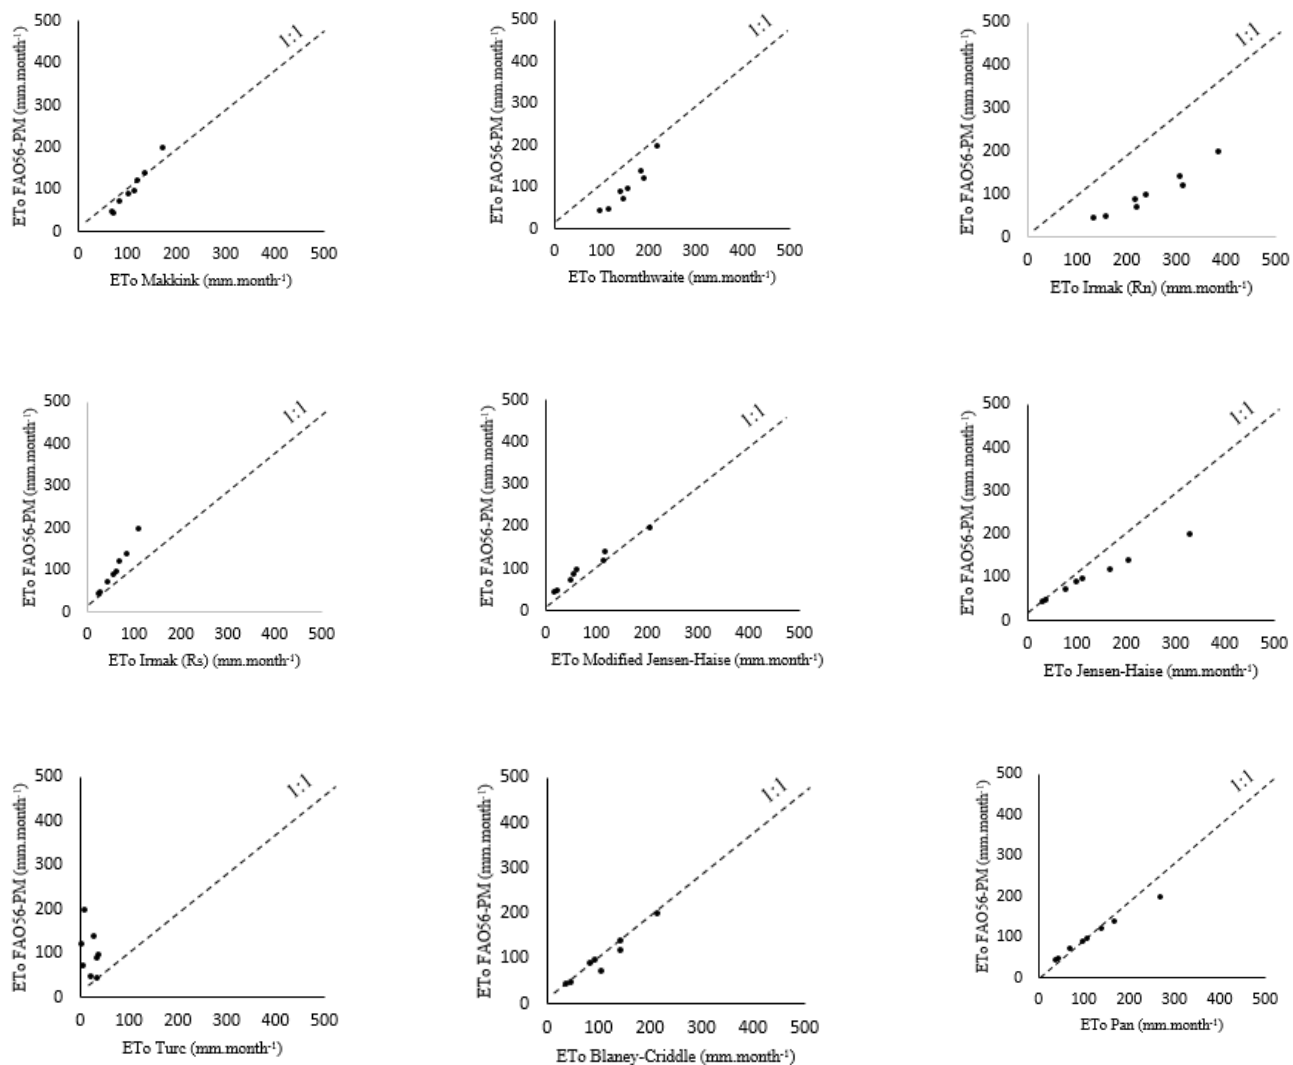 ETo FAO56-PM (mm.month⁻¹)
500
400
300
200
100
0
1:1
0 100 200 300 400 500
ETo Makkink (mm.month⁻¹)
ETo FAO56-PM (mm.month⁻¹)
500
400
300
200
100
0
1:1
0 100 200 300 400 500
ETo Thornthwaite (mm.month⁻¹)
ETo FAO56-PM (mm.month⁻¹)
500
400
300
200
100
0
1:1
100 200 300 400 500
ETo Irmak (Rn) (mm.month⁻¹)
ETo FAO56-PM (mm.month⁻¹)
500
400
300
200
100
0
1:1
0 100 200 300 400 500
ETo Irmak (Rs) (mm.month⁻¹)
ETo FAO56-PM (mm.month⁻¹)
500
400
300
200
100
0
1:1
0 100 200 300 400 500
ETo Modified Jensen-Haise (mm.month⁻¹)
ETo FAO56-PM (mm.month⁻¹)
500
400
300
200
100
0
1:1
0 100 200 300 400 500
ETo Jensen-Haise (mm.month⁻¹)
ETo FAO56-PM (mm.month⁻¹)
500
400
300
200
100
0
1:1
0 100 200 300 400 500
ETo Turc (mm.month⁻¹)
ETo FAO56-PM (mm.month⁻¹)
500
400
300
200
100
0
1:1
0 100 200 300 400 500
ETo Blaney-Criddle (mm.month⁻¹)
ETo FAO56-PM (mm.month⁻¹)
500
400
300
200
100
0
1:1
0 100 200 300 400 500
ETo Pan (mm.month⁻¹)